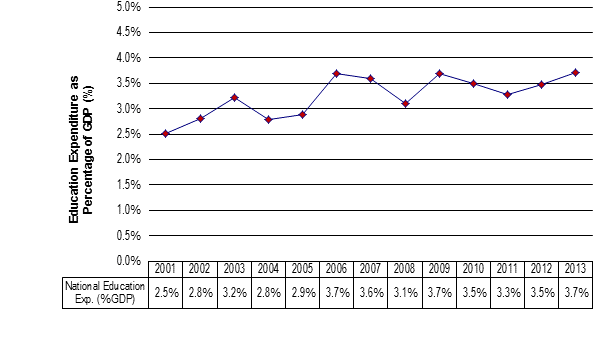 5.0%
4.5%
4.0%
3.5%
3.0%
2.5%
2.0%
1.5%
1.0%
0.5%
0.0%
Education Expenditure as
Percentage of GDP (%)
2001 2002 2003 2004 2005 2006 2007 2008 2009 2010 2011 2012 2013
National Education
Exp. (%GDP)
2.5% 2.8% 3.2% 2.8% 2.9% 3.7% 3.6% 3.1% 3.7% 3.5% 3.3% 3.5% 3.7%